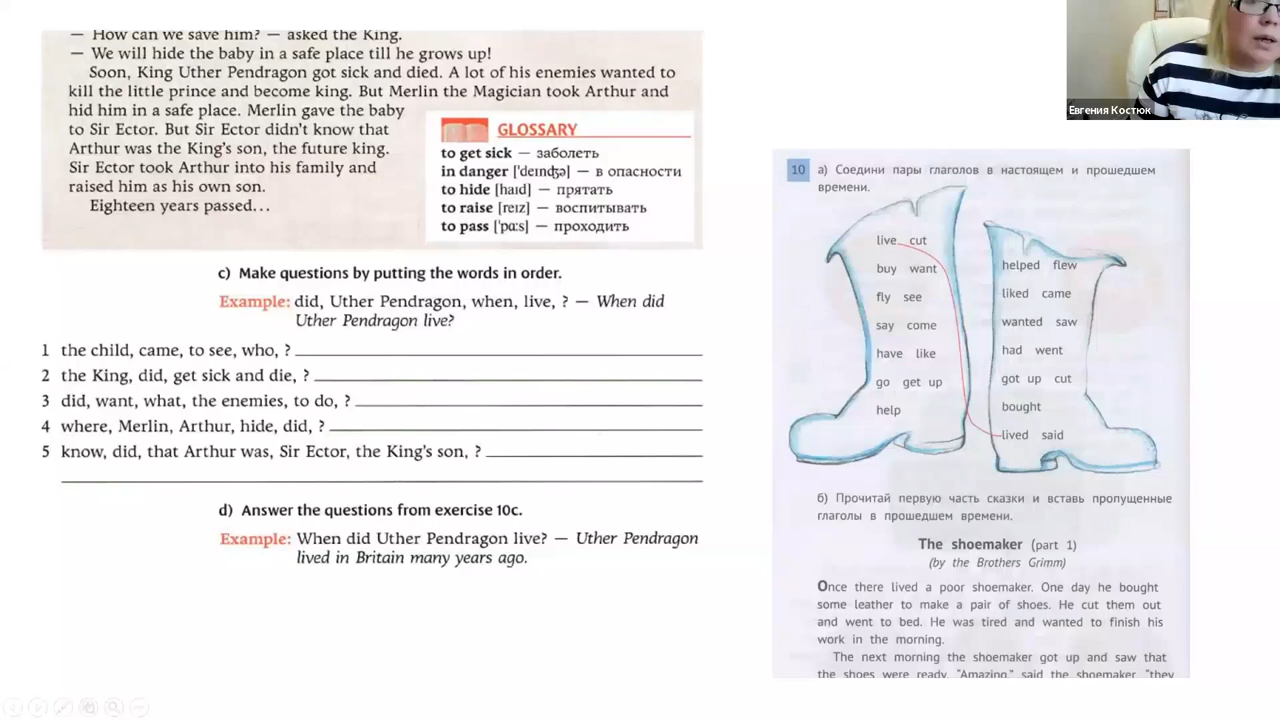 — How can we save him? — asked the King.
— We will hide the baby in a safe place till he grows up!
Soon, King Uther Pendragon got sick and died. A lot of his enemies wanted to
kill the little prince and become king. But Merlin the Magician took Arthur and
hid him in a safe place. Merlin gave the baby
to Sir Ector. But Sir Ector didn't know that
Arthur was the King's son, the future king.
Sir Ector took Arthur into his family and
raised him as his own son.
Eighteen years passed...
GLOSSARY
to get sick — заболеть
in danger ['deɪndʒə] — в опасности
to hide [haɪd] — прятать
to raise [reɪz] — воспитывать
to pass ['pɑ:s] — проходить
c) Make questions by putting the words in order.
Example: did, Uther Pendragon, when, live, ? — When did
Uther Pendragon live?
1 the child, came, to see, who, ?
2 the King, did, get sick and die, ?
3 did, want, what, the enemies, to do, ?
4 where, Merlin, Arthur, hide, did, ?
5 know, did, that Arthur was, Sir Ector, the King's son, ?
d) Answer the questions from exercise 10c.
Example: When did Uther Pendragon live? — Uther Pendragon
lived in Britain many years ago.
Евгения Костюк
10 а) Соедини пары глаголов в настоящем и прошедшем
времени.
live cut
buy want
fly see
say come
have like
go get up
help
helped flew
liked came
wanted saw
had went
got up cut
bought
lived said
б) Прочитай первую часть сказки и вставь пропущенные
глаголы в прошедшем времени.
The shoemaker (part 1)
(by the Brothers Grimm)
Once there lived a poor shoemaker. One day he bought
some leather to make a pair of shoes. He cut them out
and went to bed. He was tired and wanted to finish his
work in the morning.
The next morning the shoemaker got up and saw that
the shoes were ready. "Amazing," said the shoemaker, "they